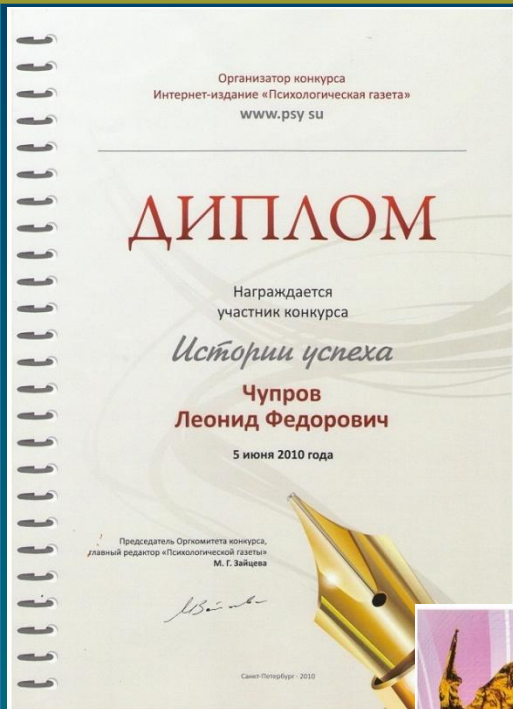 Организатор конкурса
Интернет-издание «Психологическая газета»
www.psy su
ДИПЛОМ
Награждается
участник конкурса
Истории успеха
Чупров
Леонид Федорович
5 июня 2010 года
Председатель Оргкомитета конкурса,
главный редактор «Психологической газеты»
М. Г. Зайцева
Санкт-Петербург - 2010